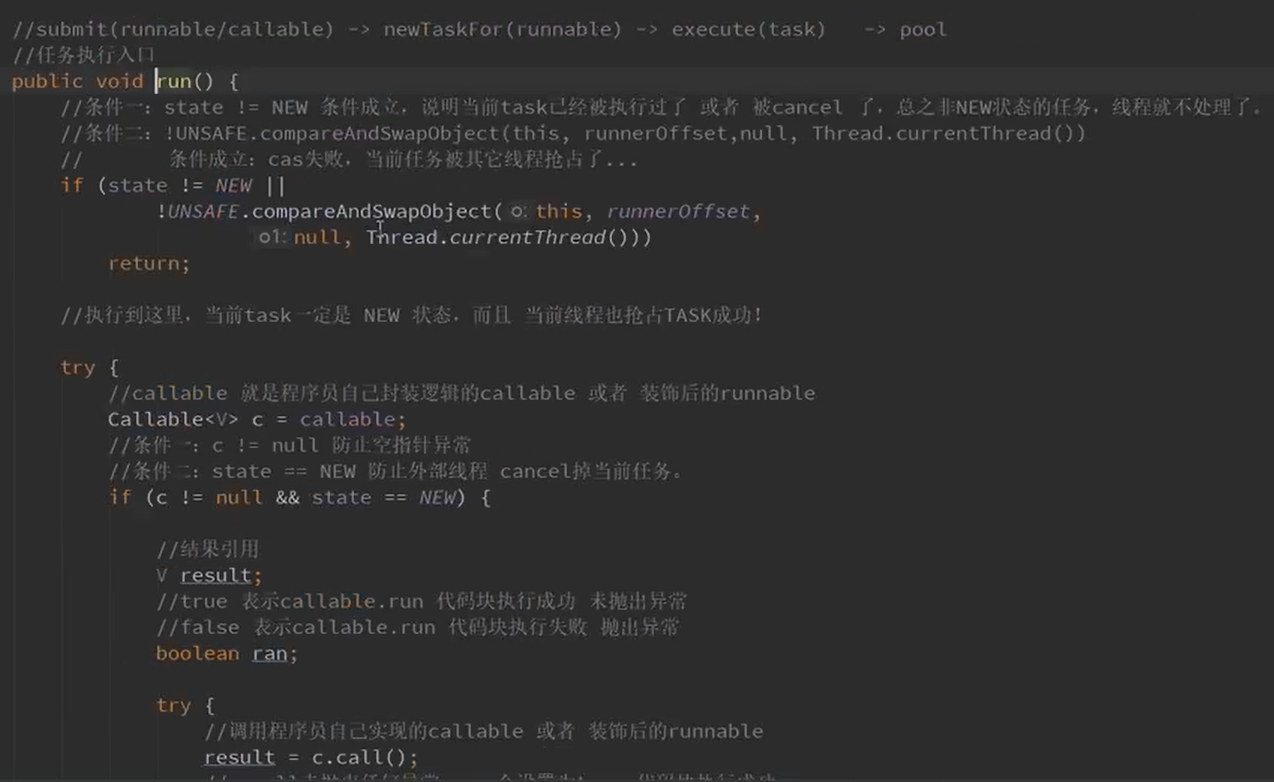 //submit(runnable/callable) -> newTaskFor(runnable) -> execute(task)   -> pool
//任务执行入口
public void run() {
//条件一：state != NEW 条件成立，说明当前task已经被执行过了 或者 被cancel 了，总之非NEW状态的任务，线程就不处理了。
//条件二：!UNSAFE.compareAndSwapObject(this, runnerOffset,null, Thread.currentThread())
//       条件成立：cas失败，当前任务被其它线程抢占了...
if (state != NEW ||
!UNSAFE.compareAndSwapObject( o: this, runnerOffset,
o1: null, Thread.currentThread()))
return;
//执行到这里，当前task一定是 NEW 状态，而且 当前线程也抢占TASK成功！
try {
//callable 就是程序员自己封装逻辑的callable 或者 装饰后的runnable
Callable<V> c = callable;
//条件一：c != null 防止空指针异常
//条件二：state == NEW 防止外部线程 cancel掉当前任务。
if (c != null && state == NEW) {
//结果引用
V result;
//true 表示callable.run 代码块执行成功 未抛出异常
//false 表示callable.run 代码块执行失败 抛出异常
boolean ran;
try {
//调用程序员自己实现的callable 或者 装饰后的runnable
result = c.call();